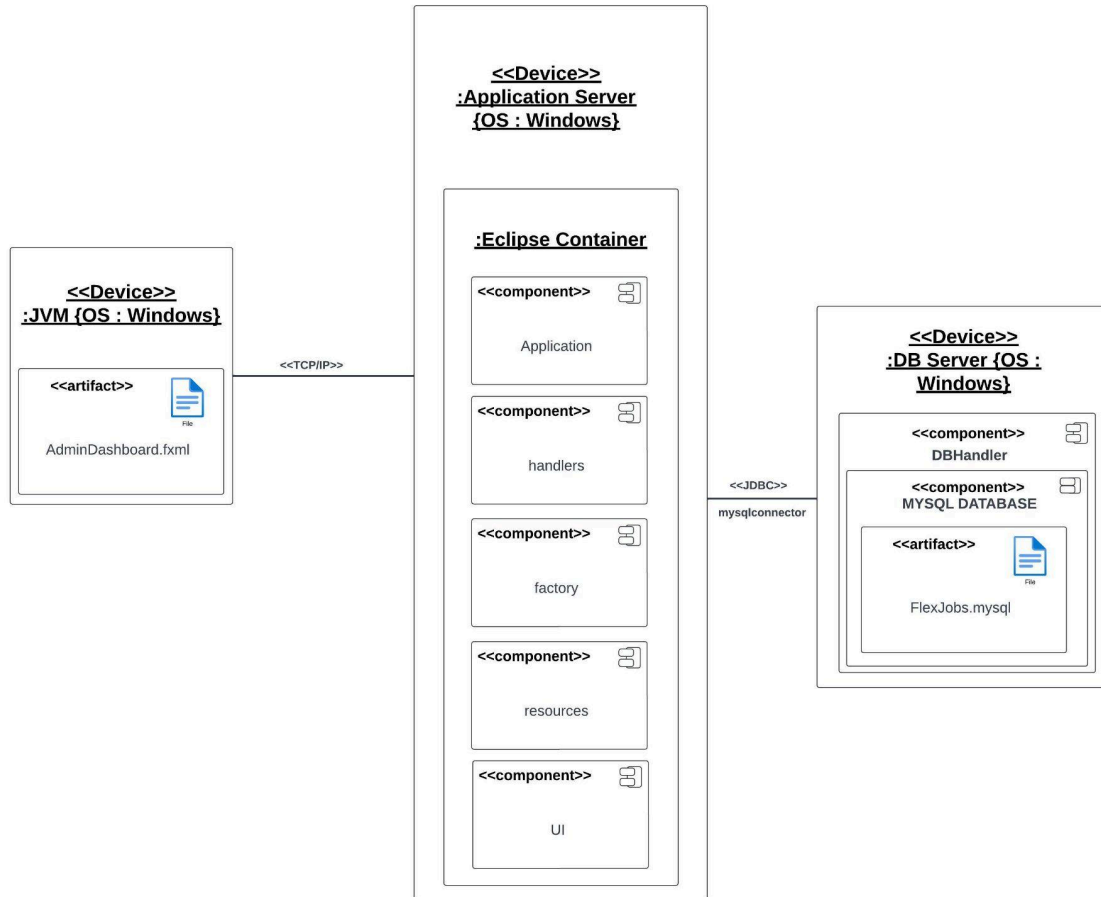 <<Device>>
:JVM {OS : Windows}
<<artifact>>
File
AdminDashboard.fxml
<<TCP/IP>>
<<Device>>
:Application Server
{OS : Windows}
:Eclipse Container
<<component>>
Application
<<component>>
handlers
<<component>>
factory
<<component>>
resources
<<component>>
UI
<<JDBC>>
mysqlconnector
<<Device>>
:DB Server {OS :
Windows}
<<component>>
DBHandler
<<component>>
MYSQL DATABASE
<<artifact>>
File
FlexJobs.mysql